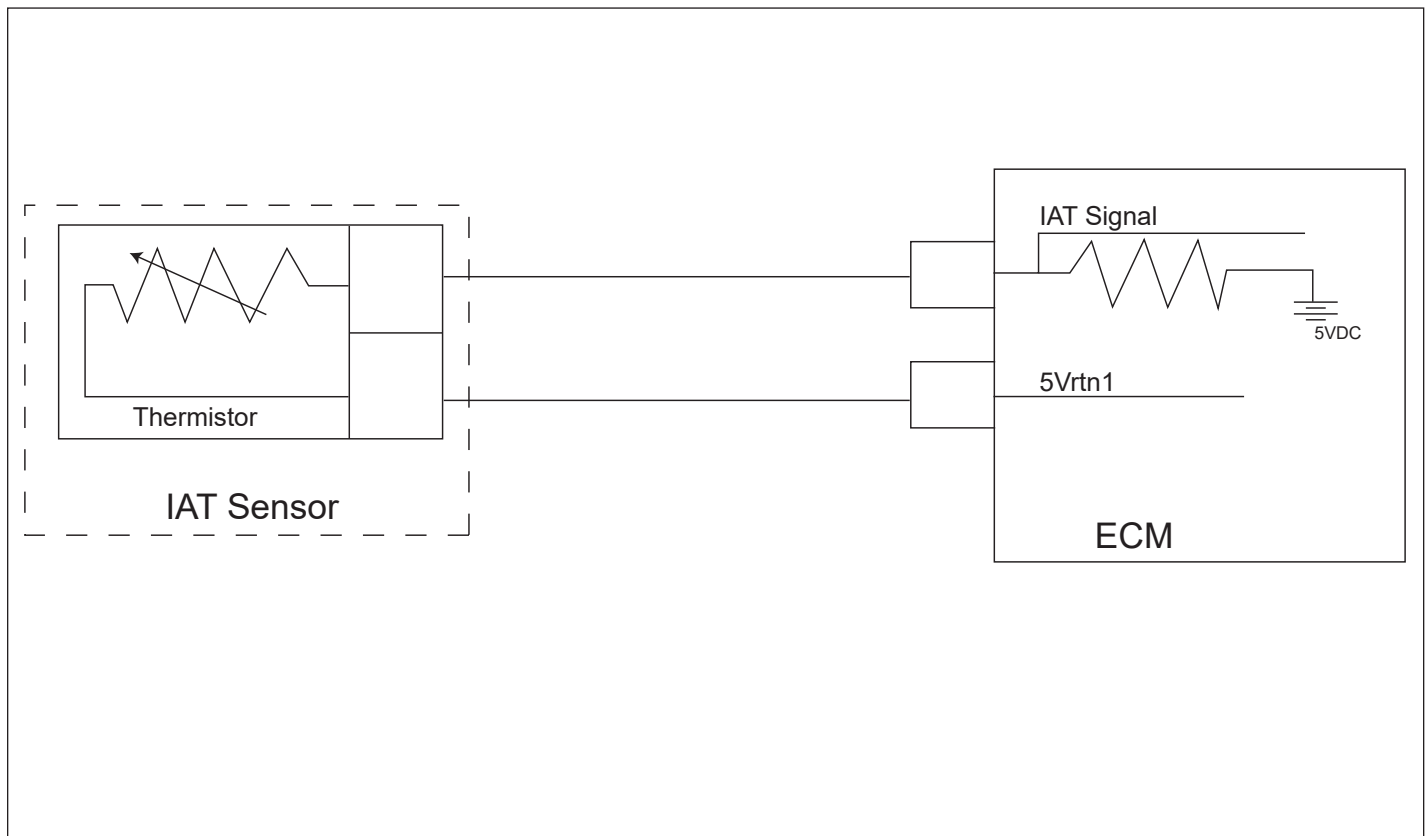 IAT Signal
5VDC
5Vrtn1
Thermistor
IAT Sensor
ECM